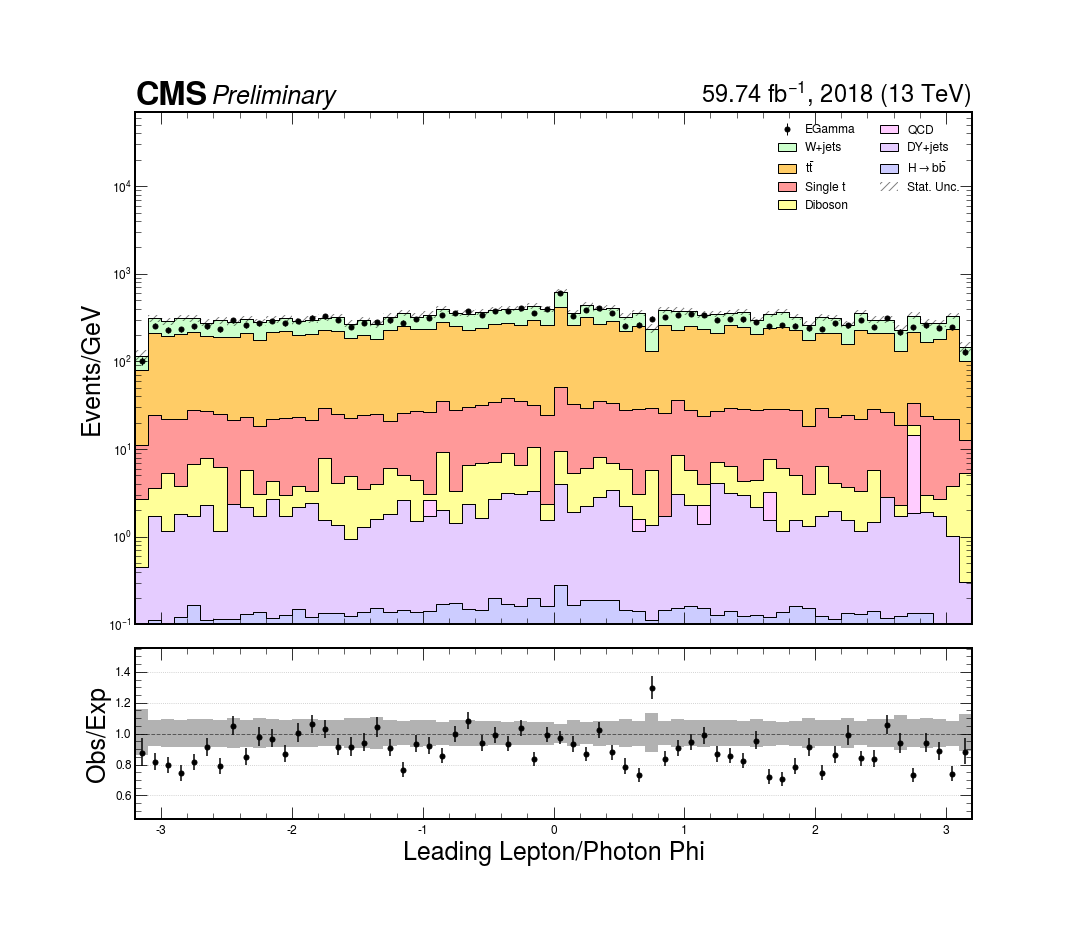 CMS Preliminary 59.74 fb⁻¹, 2018 (13 TeV)
EGamma QCD
W+jets DY+jets
tt̄ H→bb̄
Single t Stat. Unc.
Diboson
Events/GeV
10⁴
10³
10²
10¹
10⁰
10⁻¹
Obs/Exp
1.4
1.2
1.0
0.8
0.6
-3 -2 -1 0 1 2 3
Leading Lepton/Photon Phi